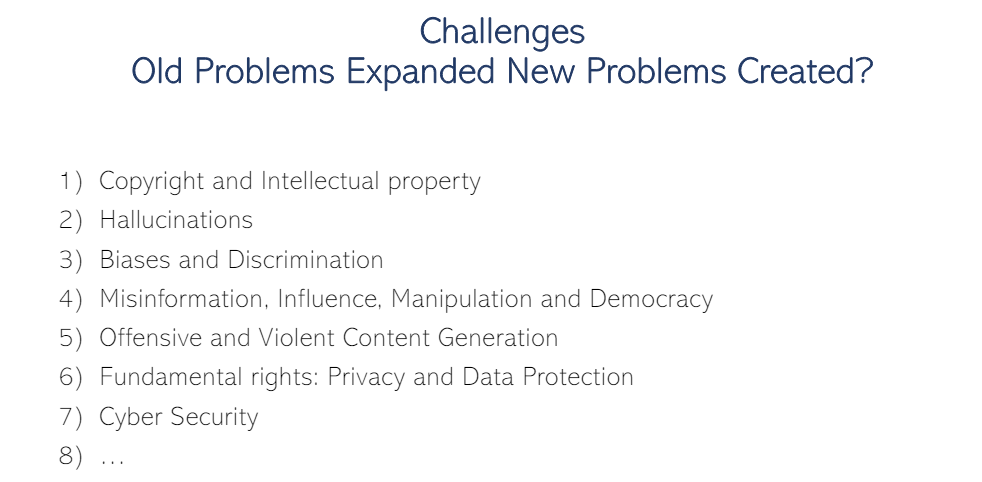 Challenges
Old Problems Expanded New Problems Created?
1) Copyright and Intellectual property
2) Hallucinations
3) Biases and Discrimination
4) Misinformation, Influence, Manipulation and Democracy
5) Offensive and Violent Content Generation
6) Fundamental rights: Privacy and Data Protection
7) Cyber Security
8) …